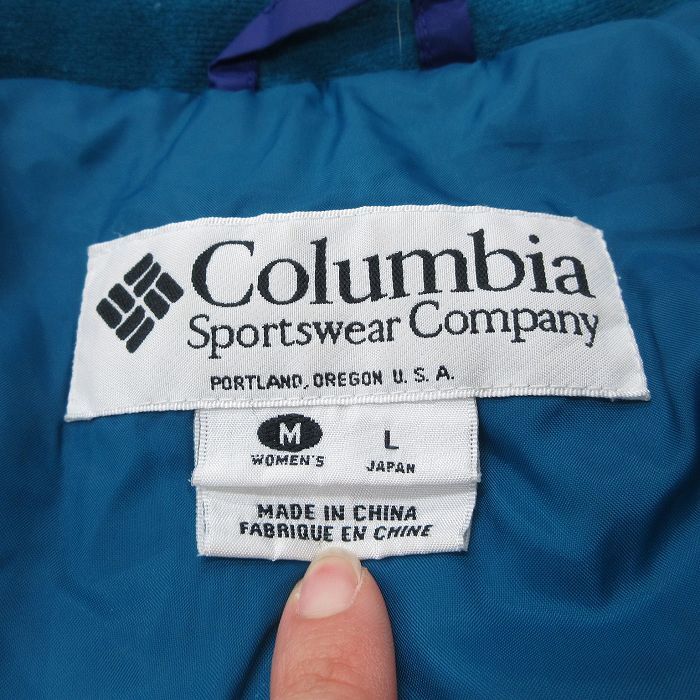 Columbia
Sportswear Company
PORTLAND, OREGON U. S. A.
M L
WOMEN'S JAPAN
MADE IN CHINA
FABRIQUE EN CHINE